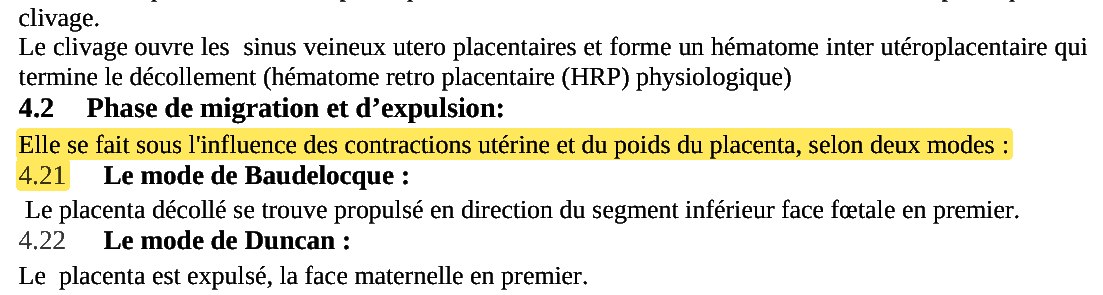 clivage.
Le clivage ouvre les  sinus veineux utero placentaires et forme un hématome inter utéroplacentaire qui
termine le décollement (hématome retro placentaire (HRP) physiologique)
4.2 Phase de migration et d’expulsion:
Elle se fait sous l'influence des contractions utérine et du poids du placenta, selon deux modes :
4.21 Le mode de Baudelocque :
Le placenta décollé se trouve propulsé en direction du segment inférieur face fœtale en premier.
4.22 Le mode de Duncan :
Le  placenta est expulsé, la face maternelle en premier.